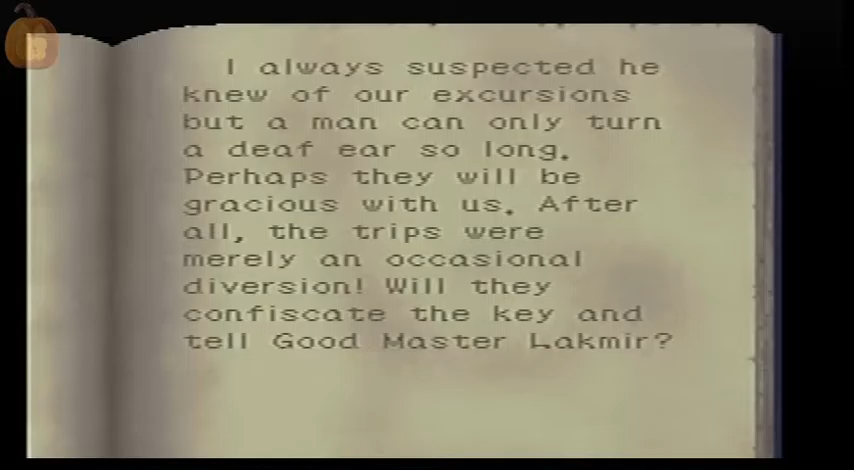 I always suspected he
knew of our excursions
but a man can only turn
a deaf ear so long.
Perhaps they will be
gracious with us. After
all, the trips were
merely an occasional
diversion! Will they
confiscate the key and
tell Good Master Lakmir?